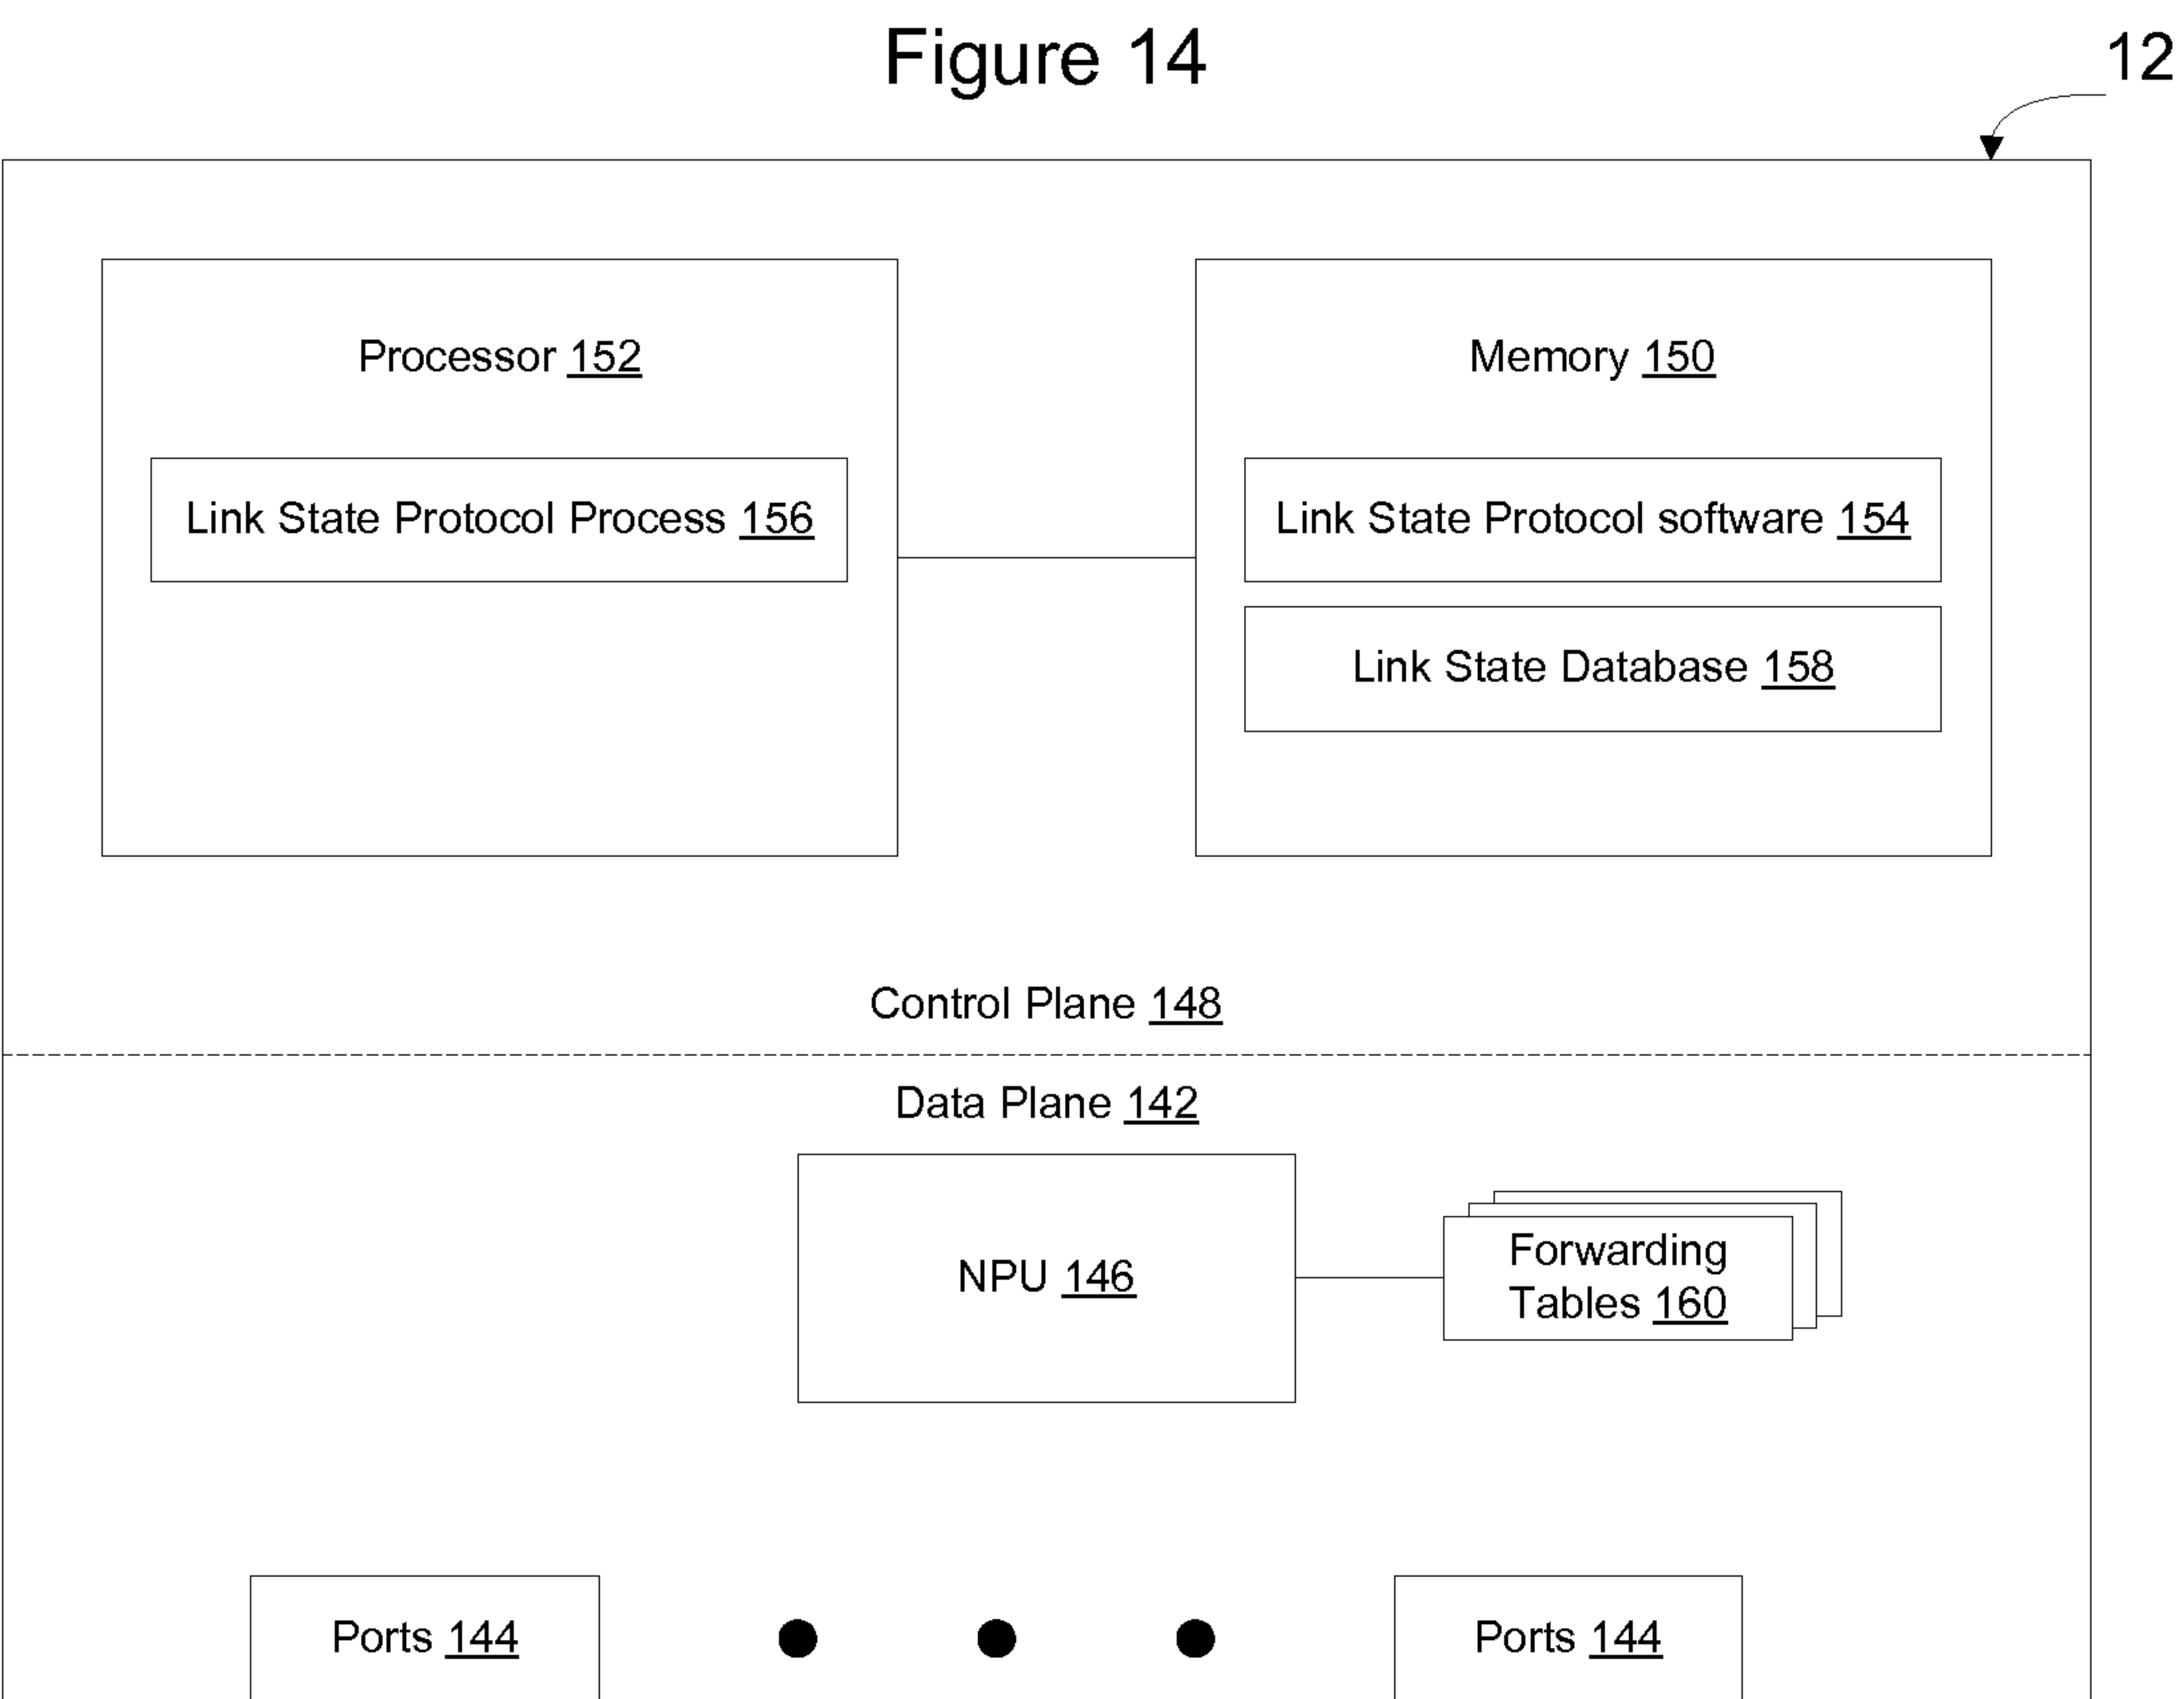 Figure 14
12
Processor 152
Memory 150
Link State Protocol Process 156
Link State Protocol software 154
Link State Database 158
Control Plane 148
Data Plane 142
NPU 146
Forwarding
Tables 160
Ports 144
Ports 144